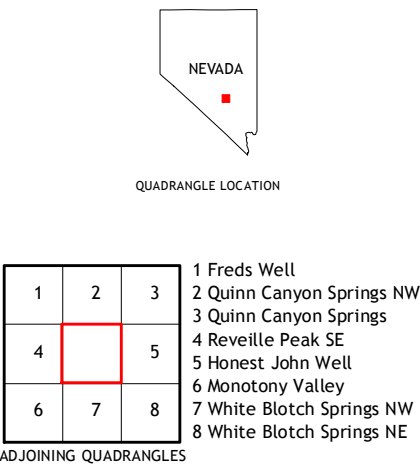 NEVADA
QUADRANGLE LOCATION
1 2 3
4 5
6 7 8
ADJOINING QUADRANGLES
1 Freds Well
2 Quinn Canyon Springs NW
3 Quinn Canyon Springs
4 Reveille Peak SE
5 Honest John Well
6 Monotony Valley
7 White Blotch Springs NW
8 White Blotch Springs NE